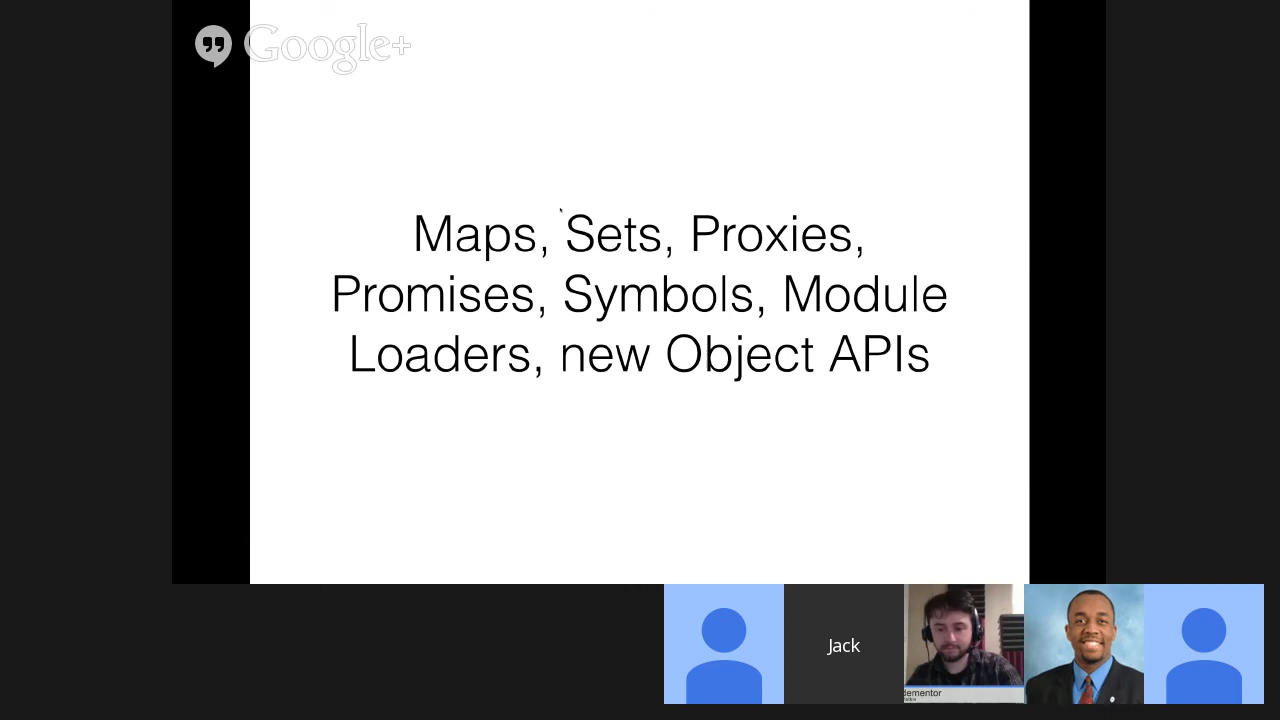 Google+
Maps, Sets, Proxies,
Promises, Symbols, Module
Loaders, new Object APIs
Jack
dementor